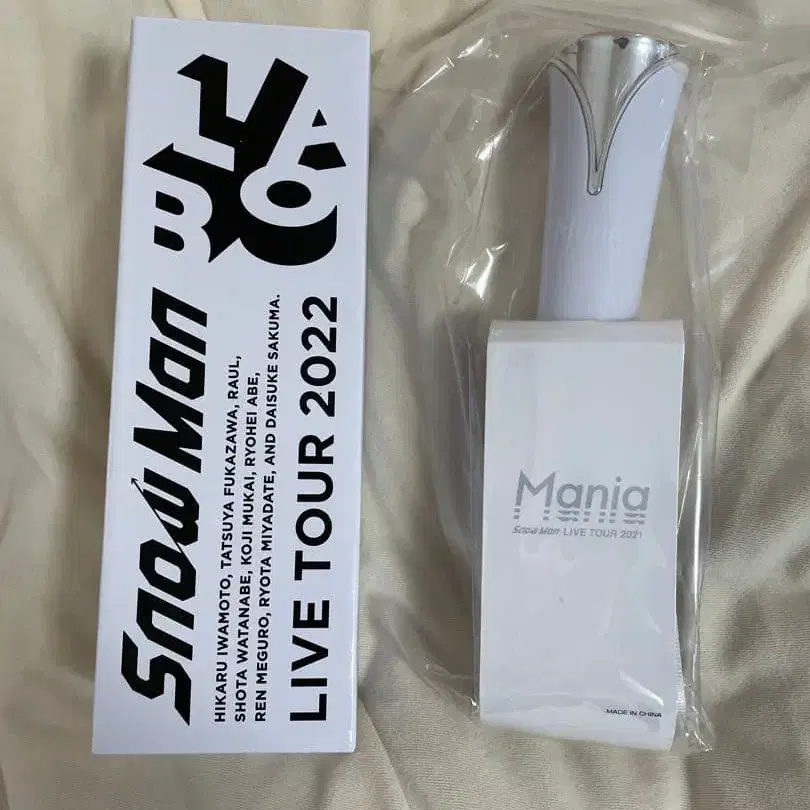 Snow Man
HIKARU IWAMOTO, TATSUYA FUKAZAWA, RAUL,
SHOTA WATANABE, KOJI MUKAI, RYOHEI ABE,
REN MEGURO, RYOTA MIYADATE, AND DAISUKE SAKUMA.
LIVE TOUR 2022
Mania
Snow Man LIVE TOUR 2021
MADE IN CHINA